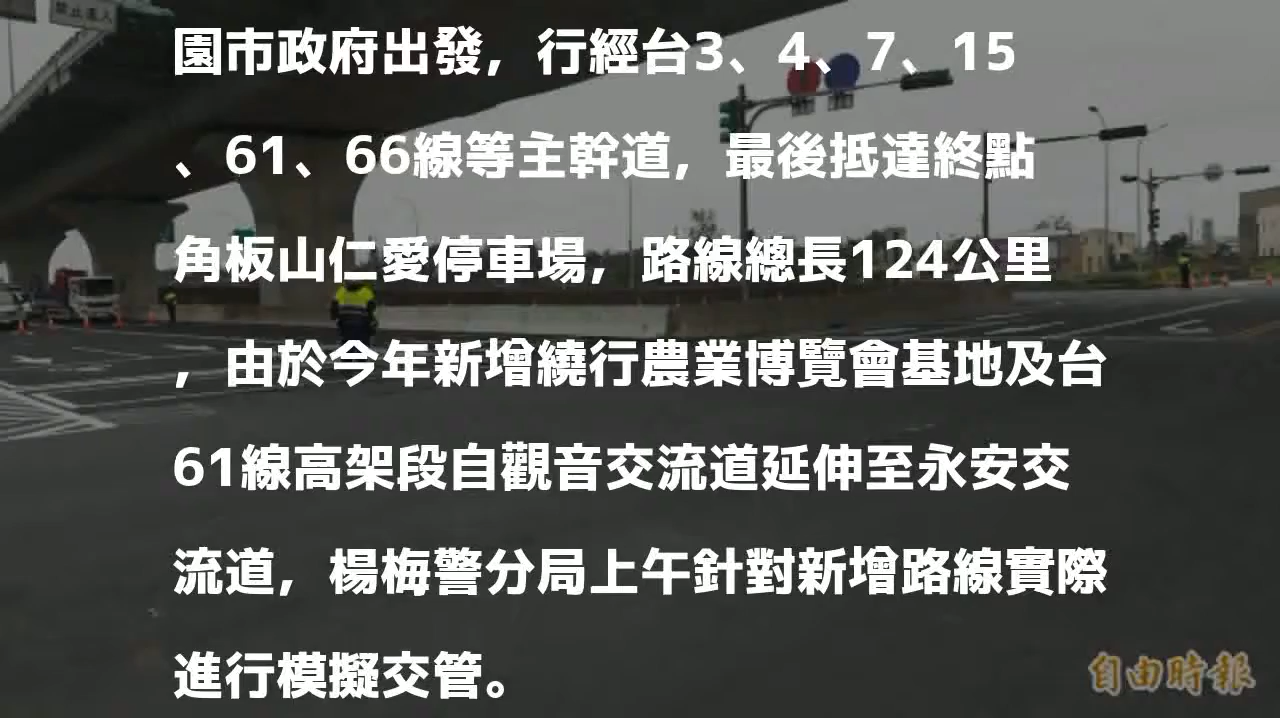 禁止進入
園市政府出發，行經台3、4、7、15
、61、66線等主幹道，最後抵達終點
角板山仁愛停車場，路線總長124公里
，由於今年新增繞行農業博覽會基地及台
61線高架段自觀音交流道延伸至永安交
流道，楊梅警分局上午針對新增路線實際
進行模擬交管。
自由時報